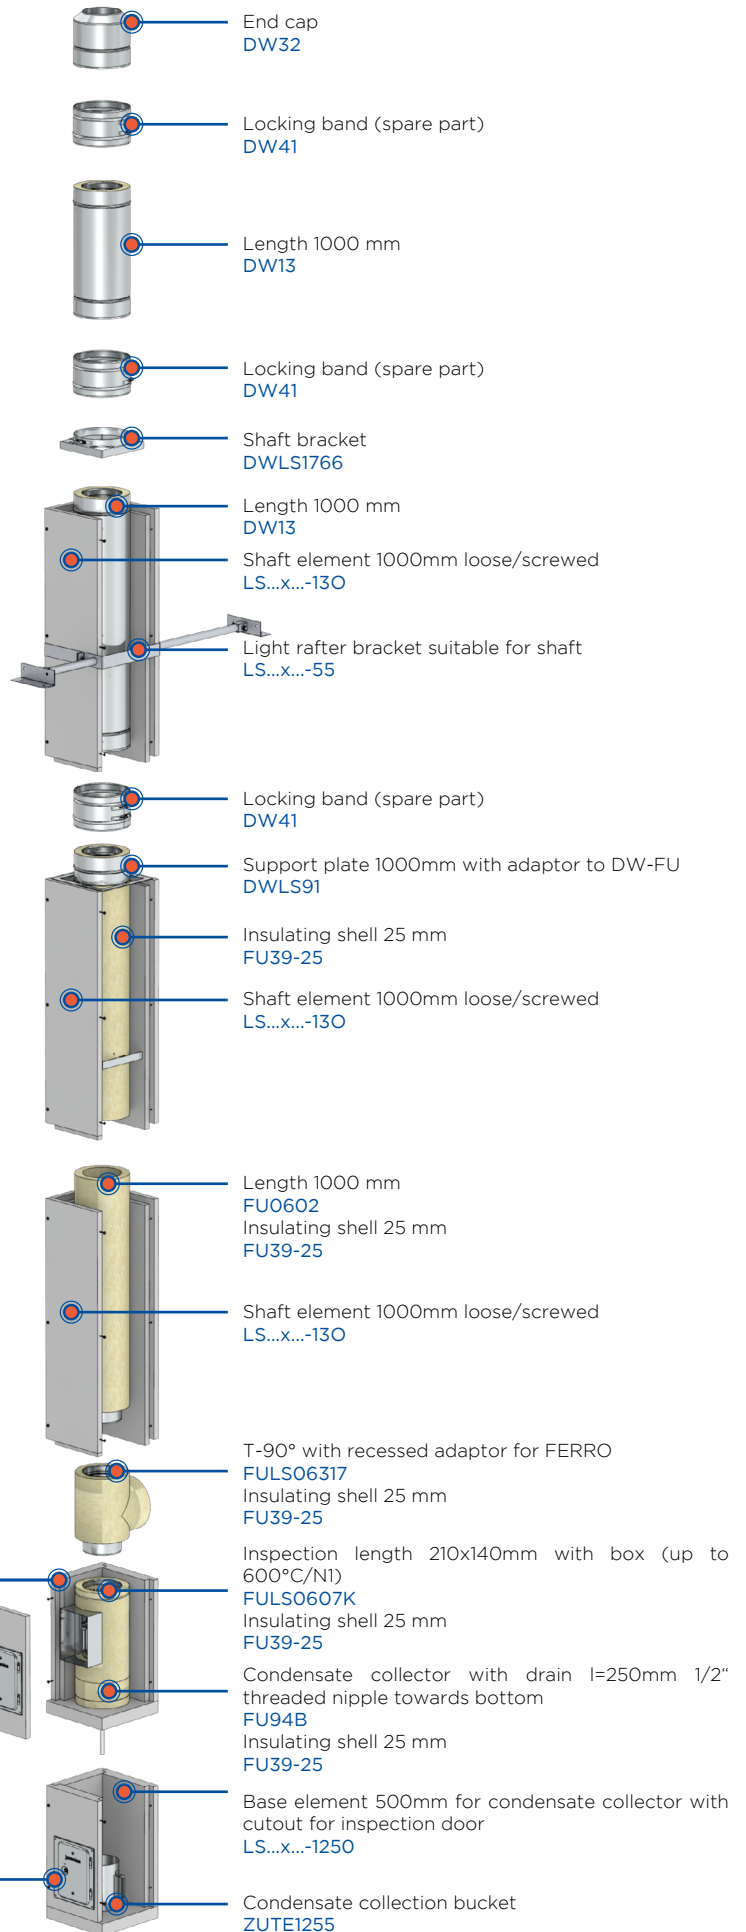 End cap
DW32
Locking band (spare part)
DW41
Length 1000 mm
DW13
Locking band (spare part)
DW41
Shaft bracket
DWLS1766
Length 1000 mm
DW13
Shaft element 1000mm loose/screwed
LS...x...-13O
Light rafter bracket suitable for shaft
LS...x...-55
Locking band (spare part)
DW41
Support plate 1000mm with adaptor to DW-FU
DWLS91
Insulating shell 25 mm
FU39-25
Shaft element 1000mm loose/screwed
LS...x...-13O
Length 1000 mm
FU0602
Insulating shell 25 mm
FU39-25
Shaft element 1000mm loose/screwed
LS...x...-13O
T-90° with recessed adaptor for FERRO
FULS06317
Insulating shell 25 mm
FU39-25
Inspection length 210x140mm with box (up to
600°C/N1)
FULS0607K
Insulating shell 25 mm
FU39-25
Condensate collector with drain l=250mm 1/2“
threaded nipple towards bottom
FU94B
Insulating shell 25 mm
FU39-25
Base element 500mm for condensate collector with
cutout for inspection door
LS...x...-1250
Condensate collection bucket
ZUTE1255